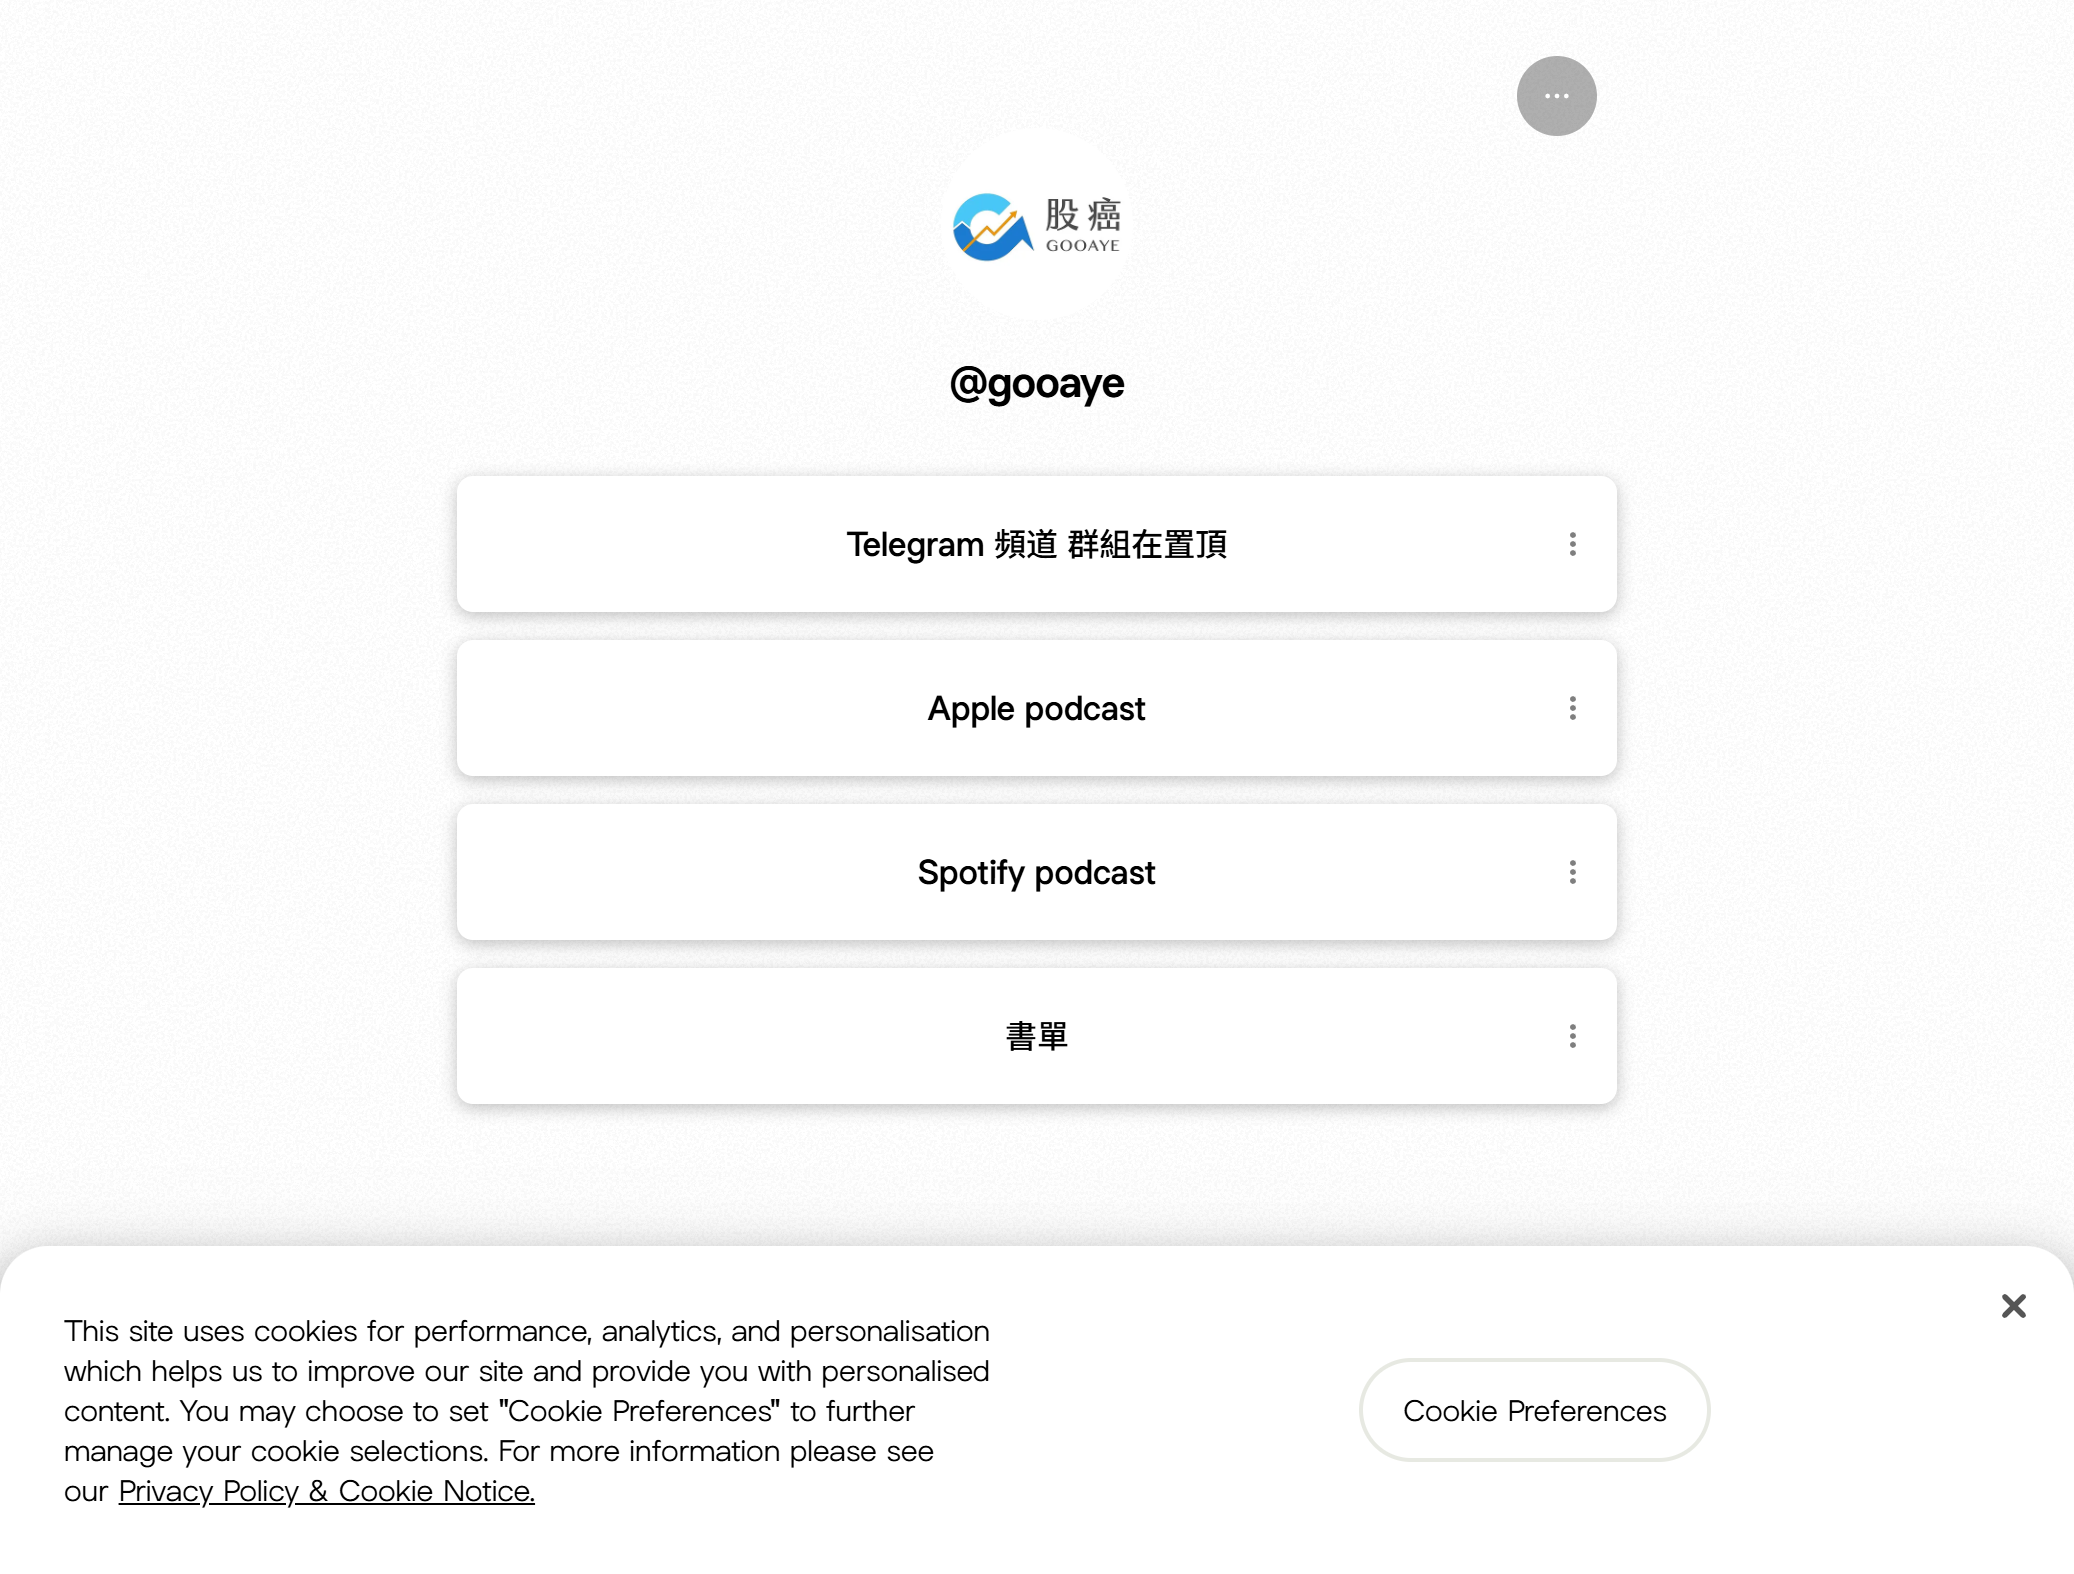 股癌
GOOAYE
@gooaye
Telegram 頻道 群組在置頂
Apple podcast
Spotify podcast
書單
This site uses cookies for performance, analytics, and personalisation
which helps us to improve our site and provide you with personalised
content. You may choose to set "Cookie Preferences" to further
manage your cookie selections. For more information please see
our Privacy Policy & Cookie Notice.
Cookie Preferences